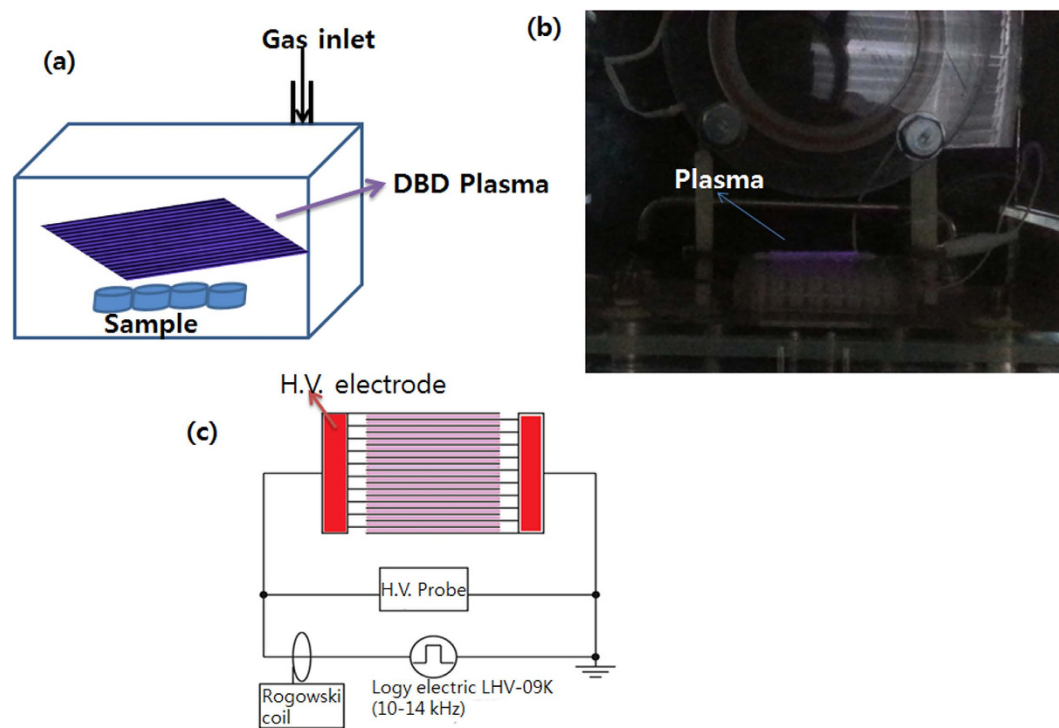 (a)
Gas inlet
DBD Plasma
Sample
(b)
Plasma
(c)
H.V. electrode
H.V. Probe
Rogowski
coil
Logy electric LHV-09K
(10-14 kHz)